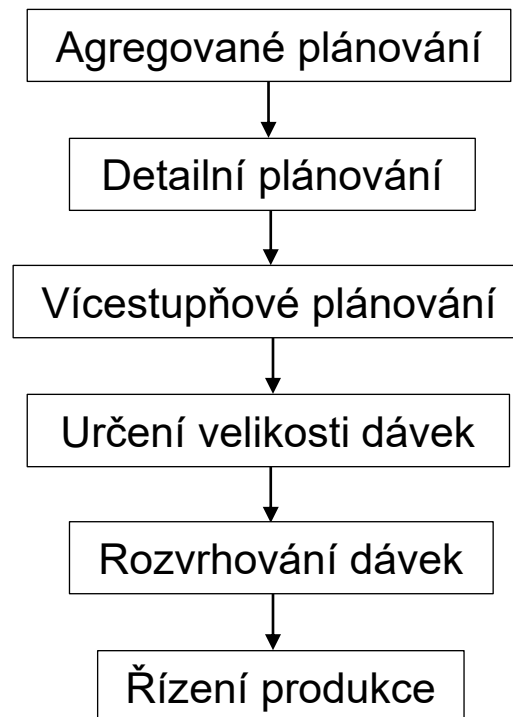 Agregované plánování
Detailní plánování
Vícestupňové plánování
Určení velikosti dávek
Rozvrhování dávek
Řízení produkce